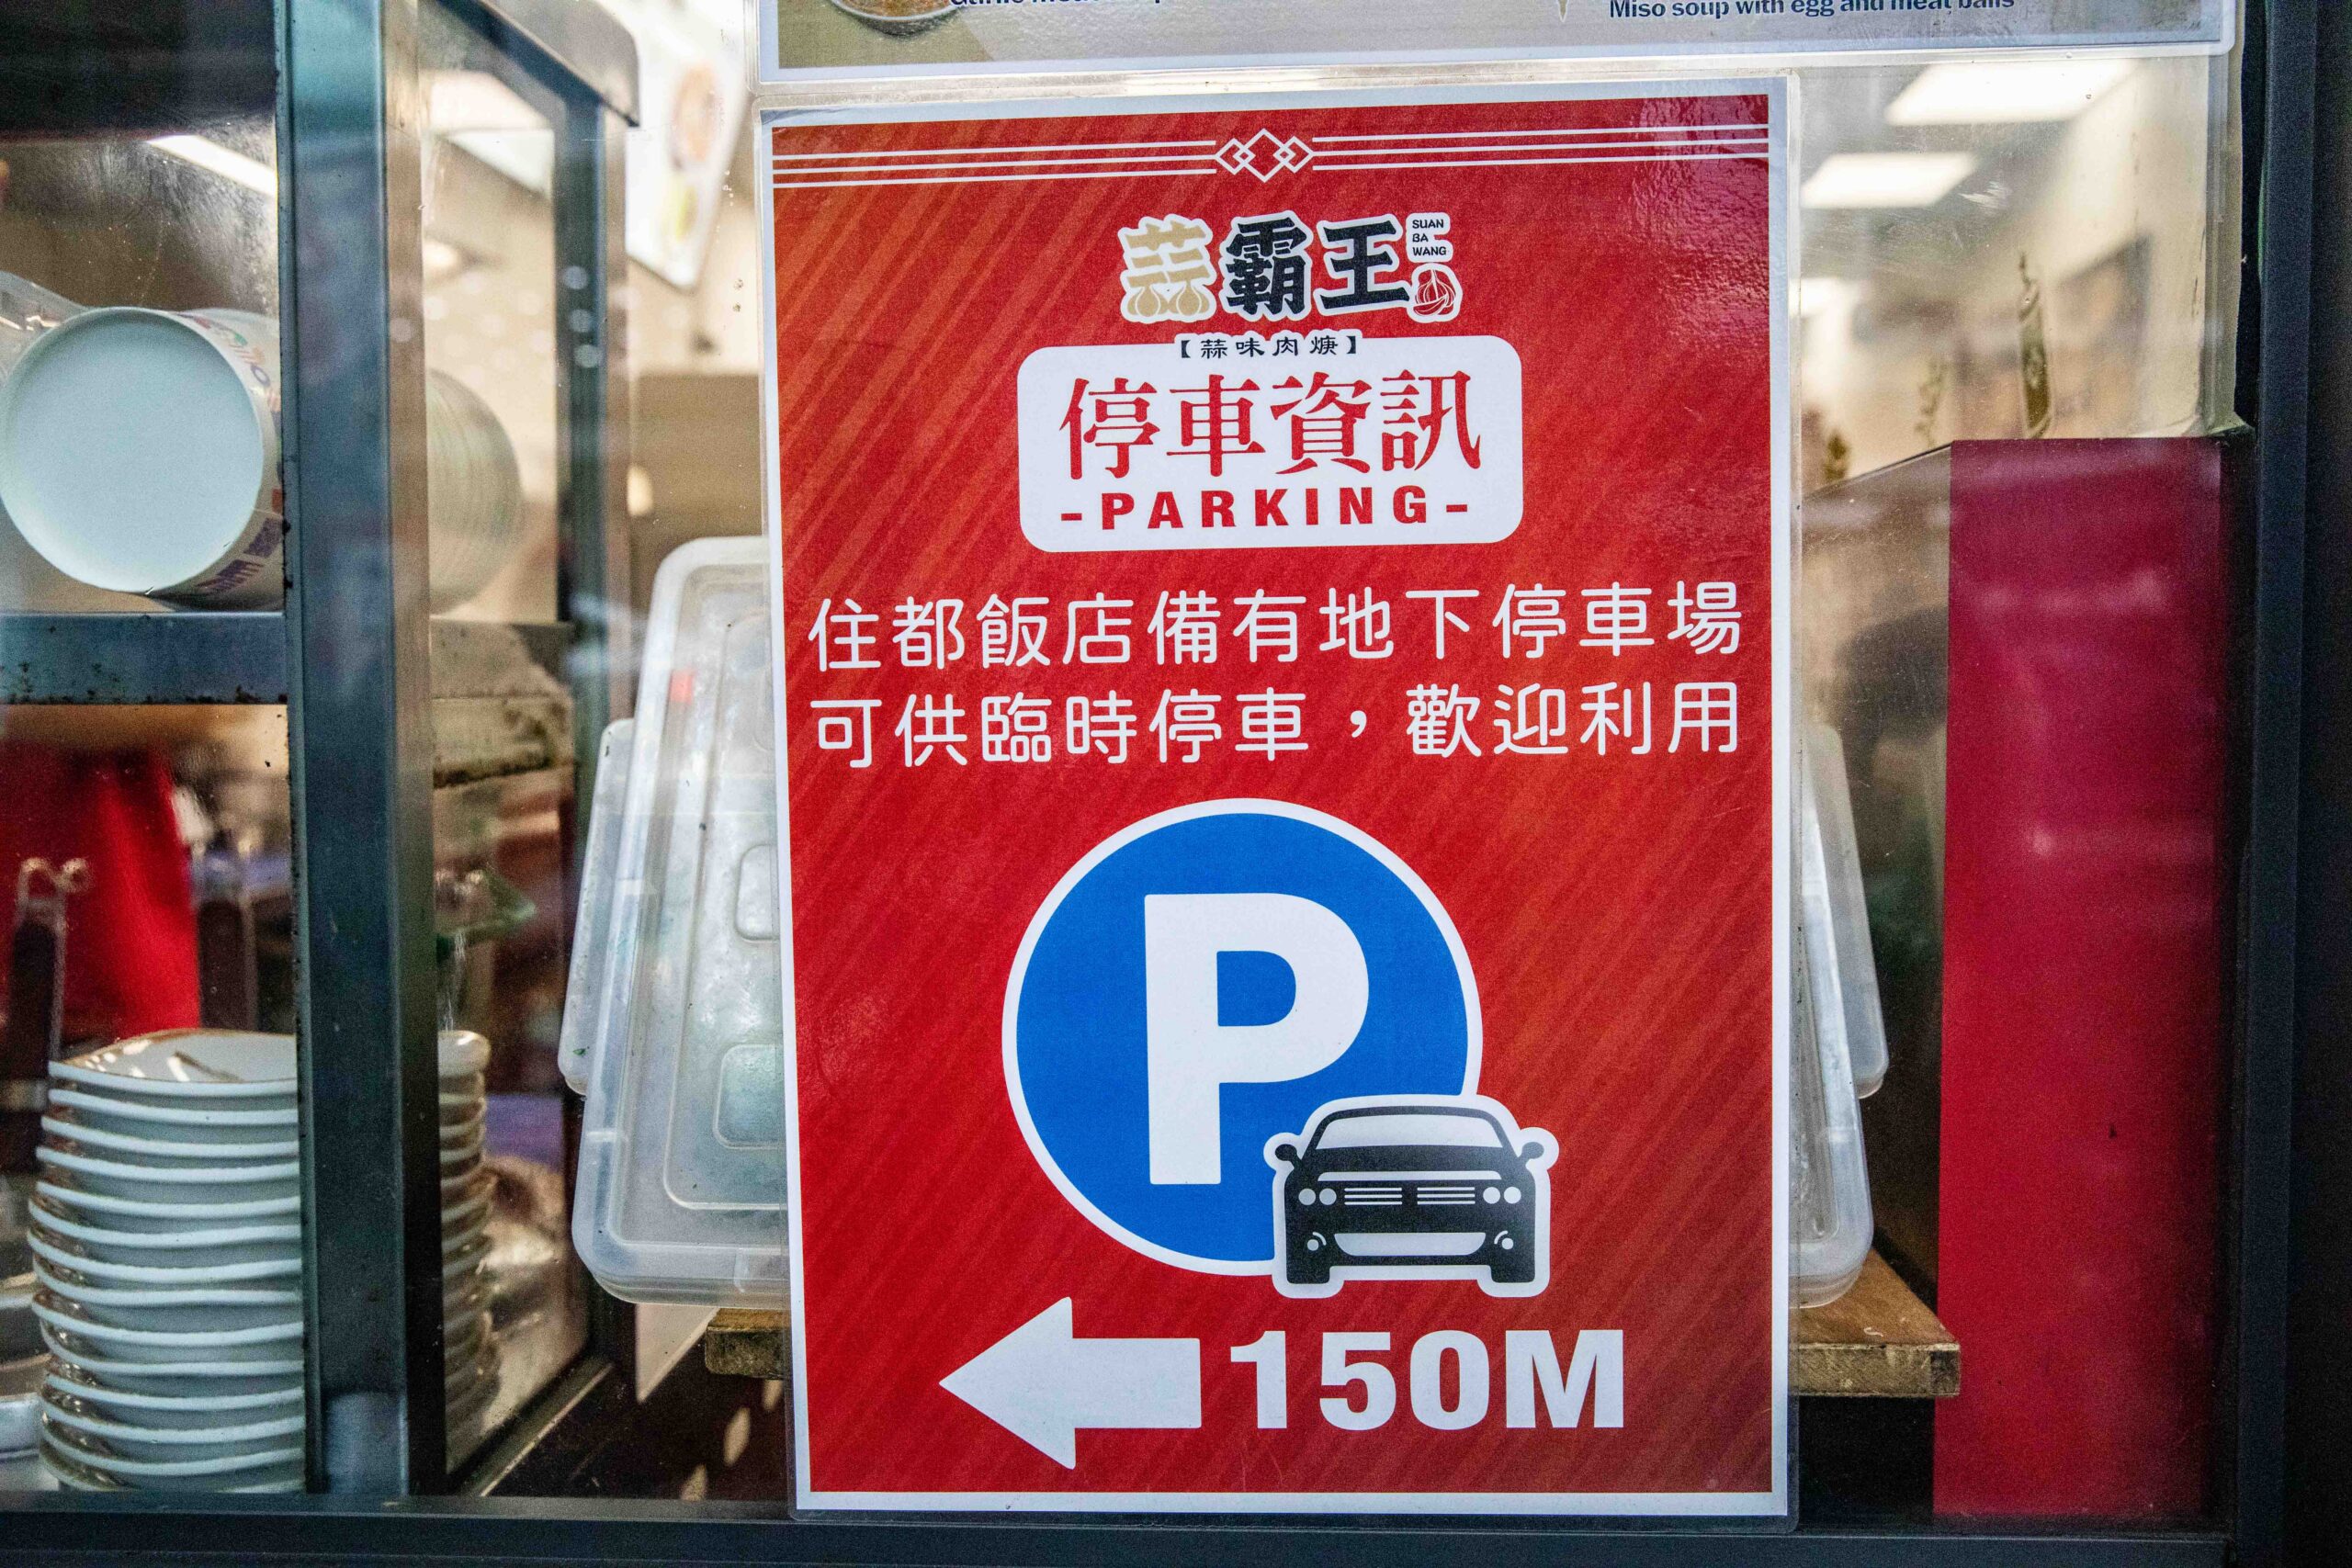 Miso soup with egg and meat balls
蒜霸王
SUAN
BA
WANG
【蒜味肉焿】
停車資訊
-PARKING-
住都飯店備有地下停車場
可供臨時停車，歡迎利用
P
150M